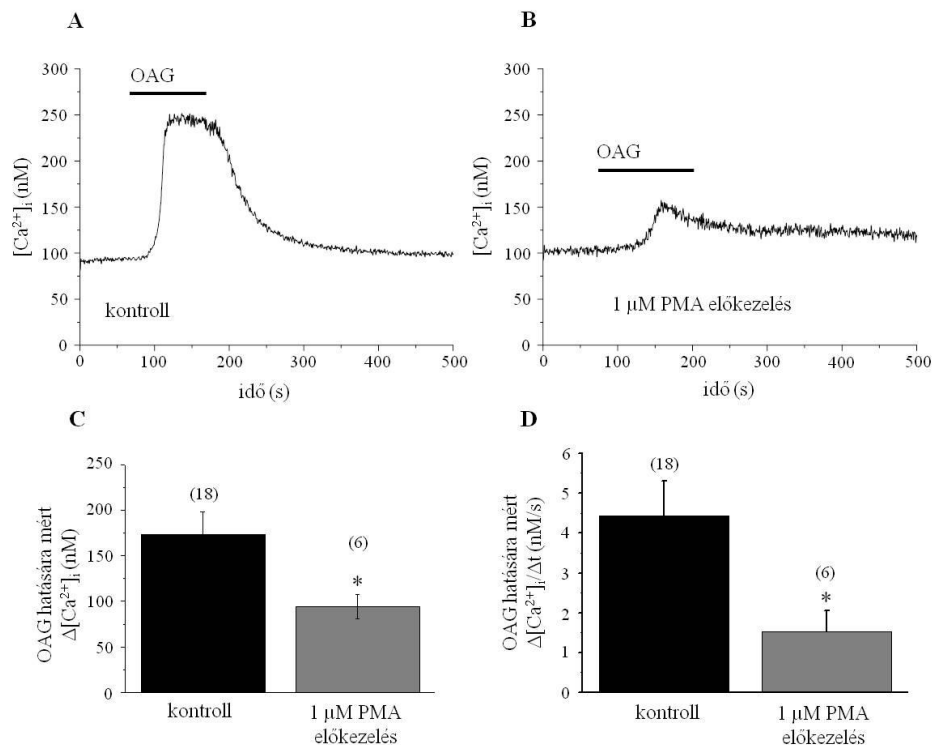 A
B
OAG
[Ca²⁺]ᵢ (nM)
300
250
200
150
100
50
0
kontroll
0
100
200
300
400
500
idő (s)
OAG
[Ca²⁺]ᵢ (nM)
300
250
200
150
100
50
0
1 µM PMA előkezelés
0
100
200
300
400
500
idő (s)
C
D
OAG hatására mért
Δ[Ca²⁺]ᵢ (nM)
250
200
150
100
75
50
0
(18)
(6)
*
kontroll
1 µM PMA
előkezelés
OAG hatására mért
Δ[Ca²⁺]ᵢ/Δt (nM/s)
6
5
4
3
2
1
0
(18)
(6)
*
kontroll
1 µM PMA
előkezelés